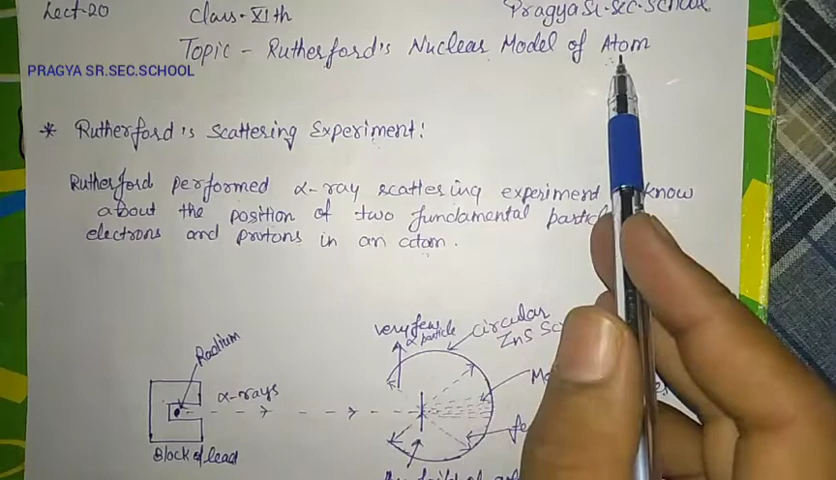 Lect-20
Class-XIth
Pragya Sr.Sec.School
Topic - Rutherford's Nuclear Model of Atom
PRAGYA SR.SEC.SCHOOL
* Rutherford's Scattering Experiment:
Rutherford performed α-ray scattering experiment know
about the position of two fundamental
electrons and protons in an atom.
very few
α particle
circular
ZnS
Radium
α-rays
Block of lead